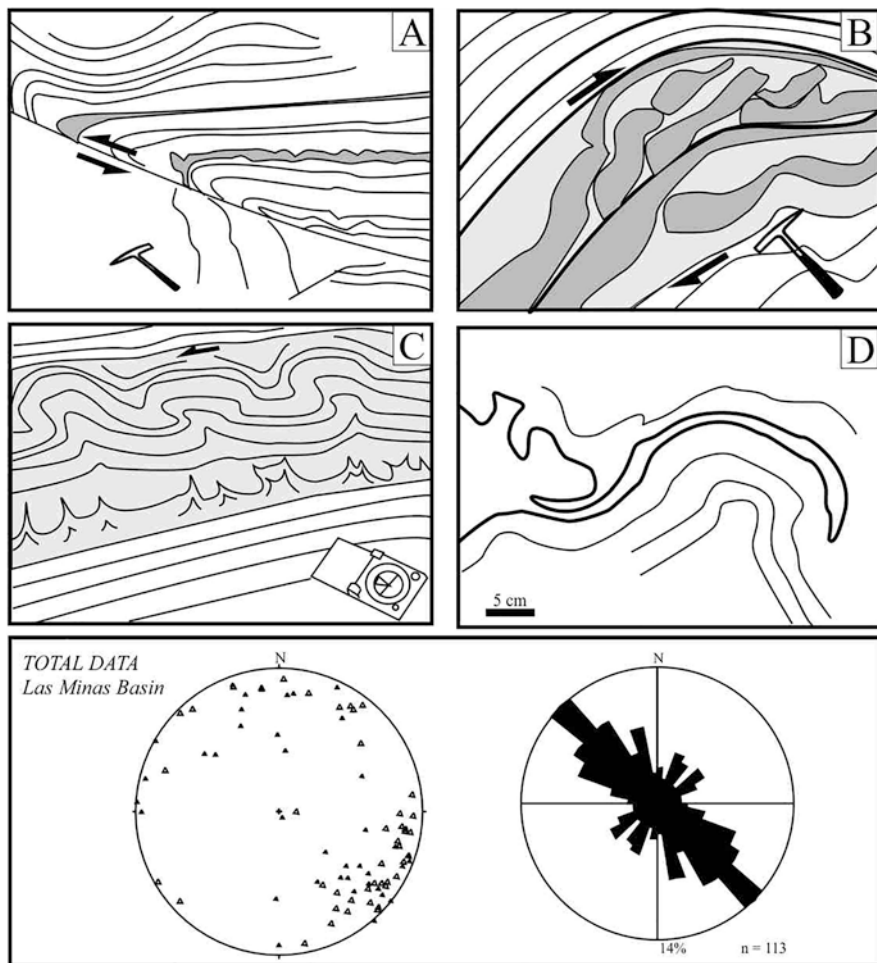 A
B
C
D
5 cm
TOTAL DATA
Las Minas Basin
N
N
14%
n = 113